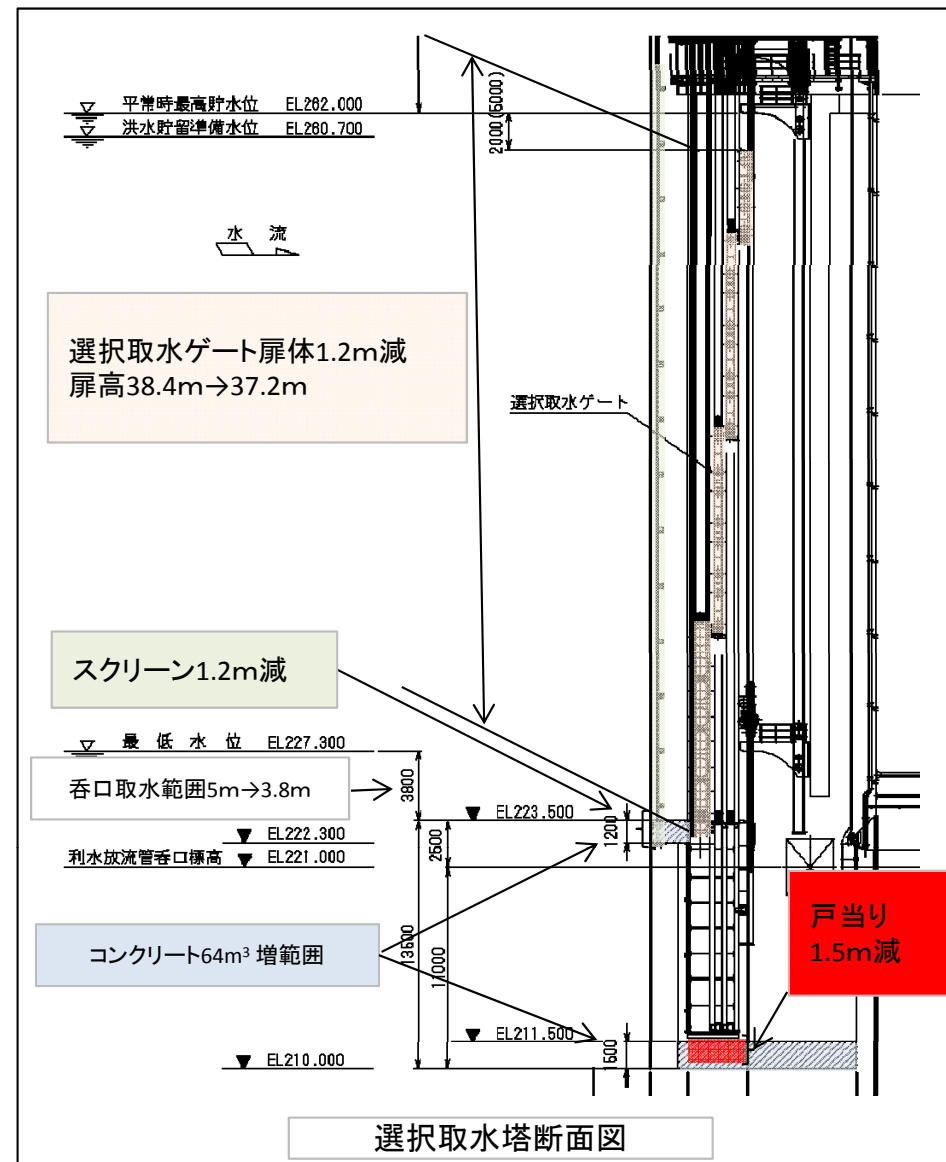 平常時最高貯水位 EL262.000
洪水貯留準備水位 EL260.700
2000(5000)
水 流
選択取水ゲート扉体1.2m減
扉高38.4m→37.2m
選択取水ゲート
スクリーン1.2m減
最 低 水 位 EL227.300
呑口取水範囲5m→3.8m
3800
EL223.500
1200
EL222.300
2500
利水放流管呑口標高 EL221.000
戸当り
1.5m減
コンクリート64m³ 増範囲
13500
11000
EL211.500
1500
EL210.000
選択取水塔断面図